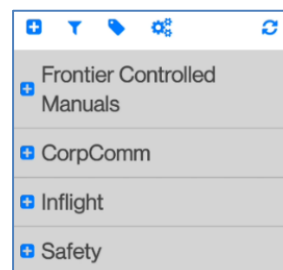 Frontier Controlled
Manuals
CorpComm
Inflight
Safety